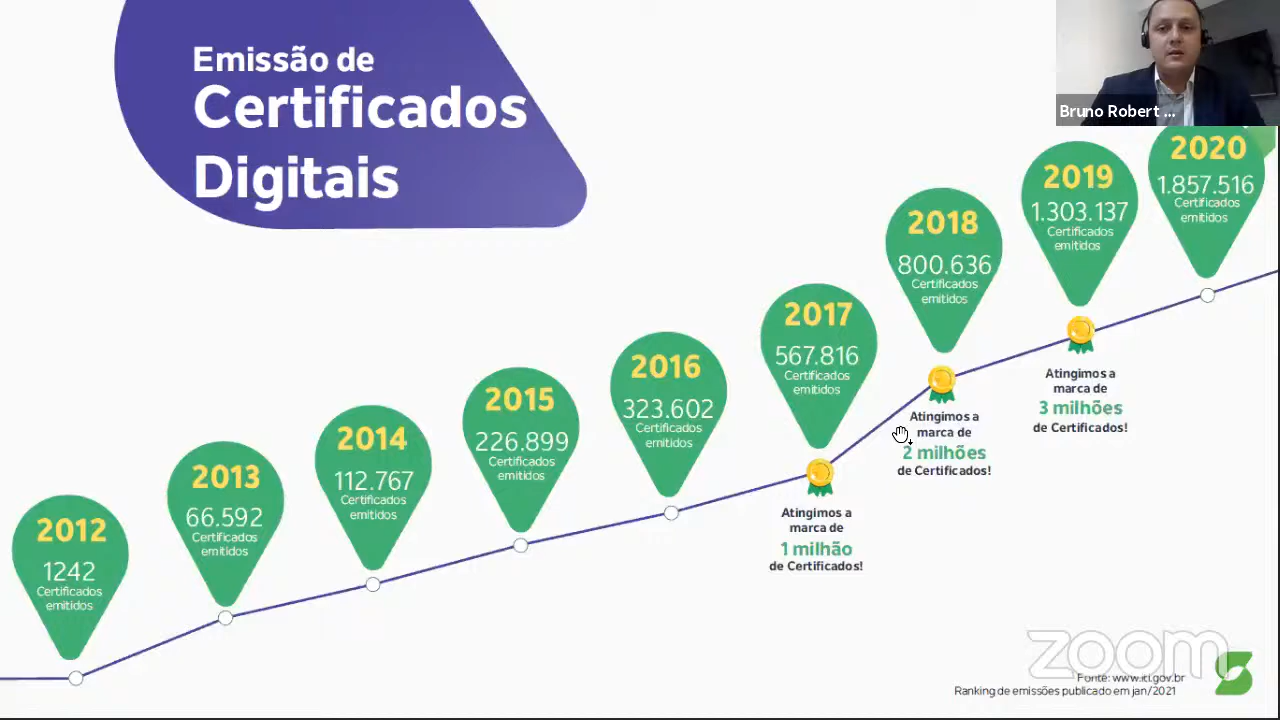 Emissão de
Certificados
Digitais
Bruno Robert ...
2012
1242
Certificados
emitidos
2013
66.592
Certificados
emitidos
2014
112.767
Certificados
emitidos
2015
226.899
Certificados
emitidos
2016
323.602
Certificados
emitidos
2017
567.816
Certificados
emitidos
Atingimos a
marca de
1 milhão
de Certificados!
2018
800.636
Certificados
emitidos
Atingimos a
marca de
2 milhões
de Certificados!
2019
1.303.137
Certificados
emitidos
Atingimos a
marca de
3 milhões
de Certificados!
2020
1.857.516
Certificados
emitidos
zoom
Fonte: www.iti.gov.br
Ranking de emissões publicado em jan/2021